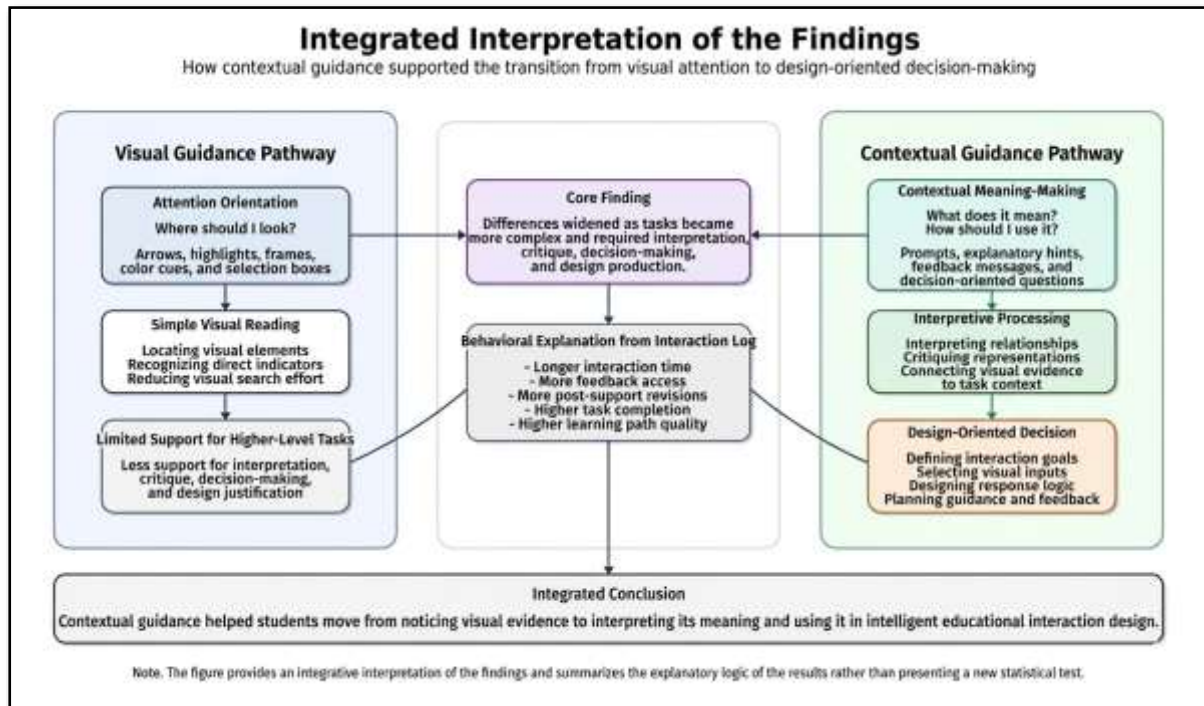 Integrated Interpretation of the Findings
How contextual guidance supported the transition from visual attention to design-oriented decision-making
Visual Guidance Pathway
Attention Orientation
Where should I look?
Arrows, highlights, frames,
color cues, and selection boxes
Simple Visual Reading
Locating visual elements
Recognizing direct indicators
Reducing visual search effort
Limited Support for Higher-Level Tasks
Less support for interpretation,
critique, decision-making,
and design justification
Core Finding
Differences widened as tasks became
more complex and required interpretation,
critique, decision-making,
and design production.
Behavioral Explanation from Interaction Log
- Longer interaction time
- More feedback access
- More post-support revisions
- Higher task completion
- Higher learning path quality
Contextual Guidance Pathway
Contextual Meaning-Making
What does it mean?
How should I use it?
Prompts, explanatory hints,
feedback messages, and
decision-oriented questions
Interpretive Processing
Interpreting relationships
Critiquing representations
Connecting visual evidence
to task context
Design-Oriented Decision
Defining interaction goals
Selecting visual inputs
Designing response logic
Planning guidance and feedback
Integrated Conclusion
Contextual guidance helped students move from noticing visual evidence to interpreting its meaning and using it in intelligent educational interaction design.
Note. The figure provides an integrative interpretation of the findings and summarizes the explanatory logic of the results rather than presenting a new statistical test.